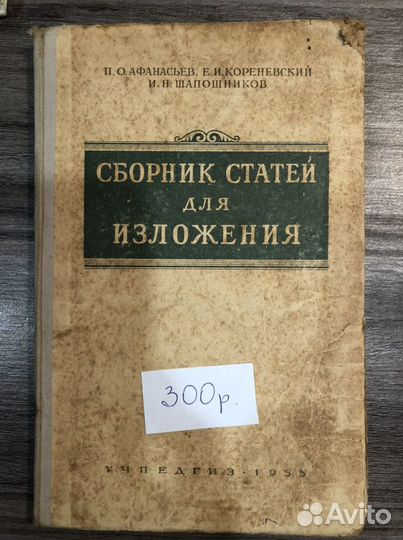 П. О. АФАНАСЬЕВ, Е. И. КОРЕНЕВСКИЙ
И. Н. ШАПОШНИКОВ
СБОРНИК СТАТЕЙ
ДЛЯ
ИЗЛОЖЕНИЯ
300р.
УЧПЕДГИЗ · 1955
Avito